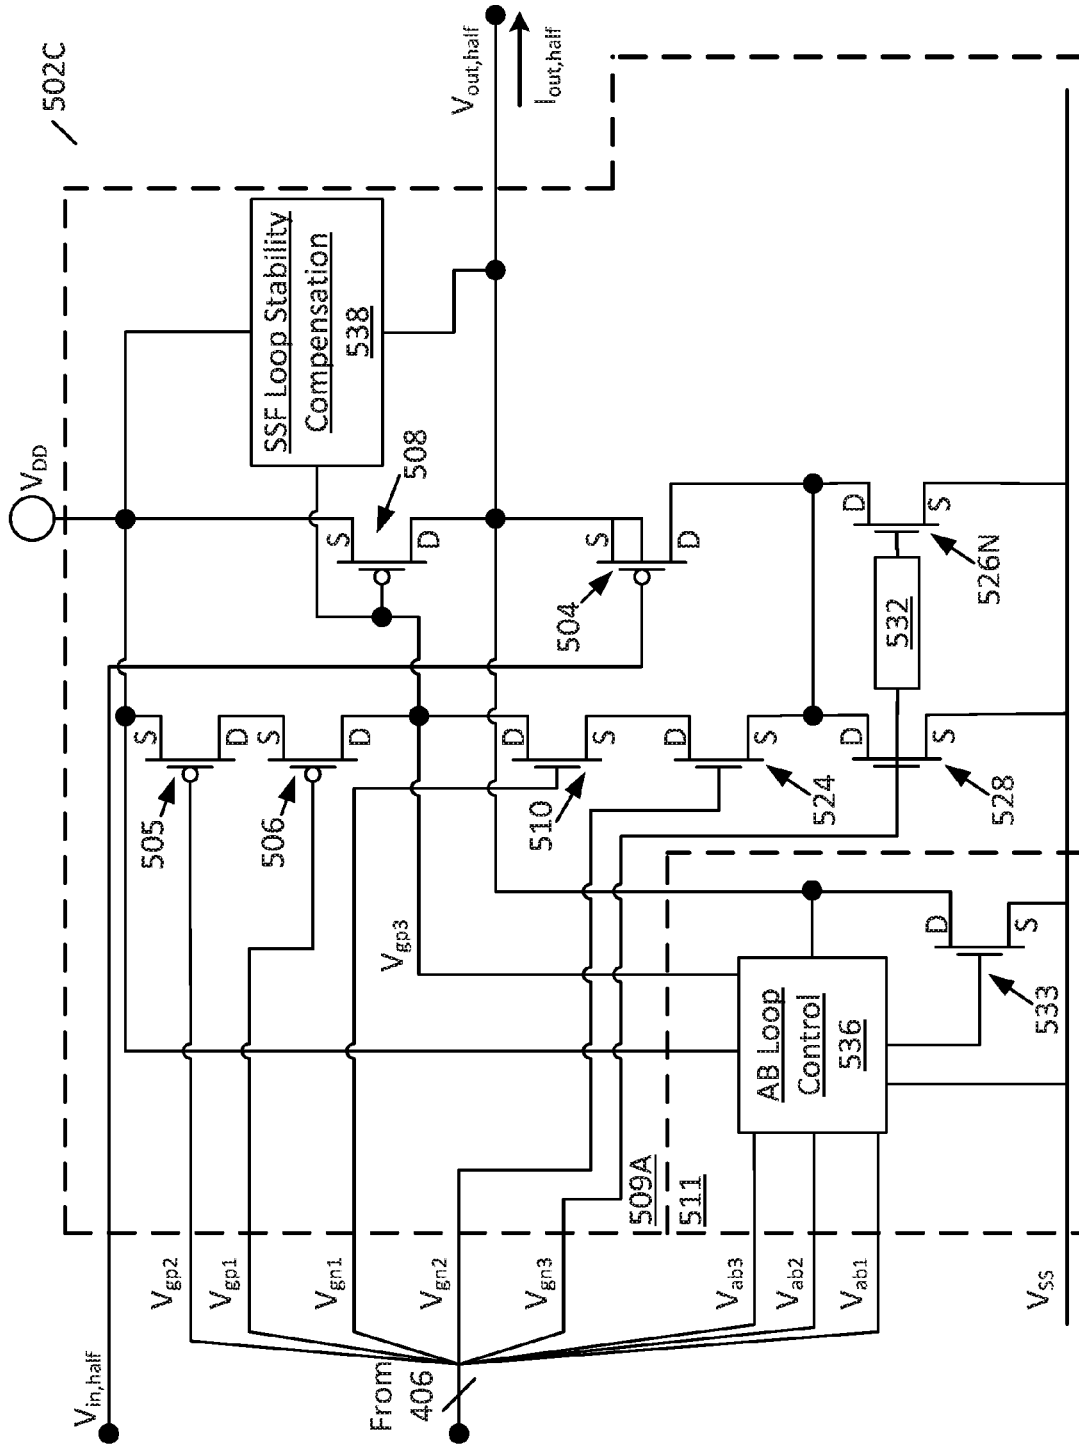 502C
V_DD
V_in,half
V_out,half
I_out,half
SSF Loop Stability
Compensation
538
S
508
D
S
504
D
D
S
526N
532
S
505
D
S
506
D
D
510
S
D
524
S
D
528
S
V_gp3
AB Loop
Control
536
D
S
533
509A
511
V_gp2
V_gp1
V_gn1
V_gn2
V_gn3
V_ab3
V_ab2
V_ab1
V_SS
From
406